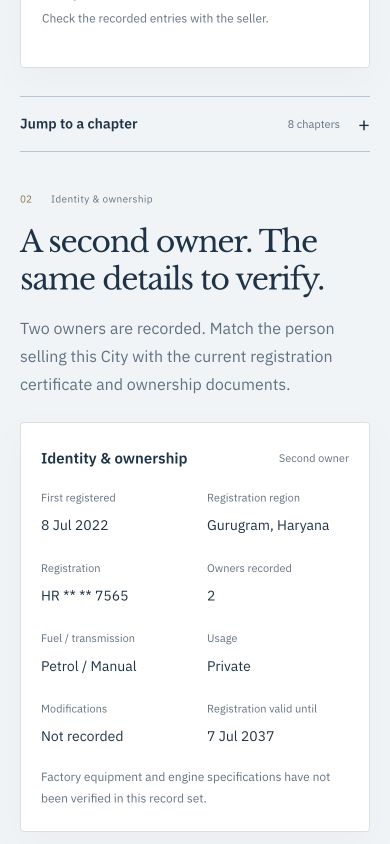 Check the recorded entries with the seller.
Jump to a chapter
8 chapters +
02 Identity & ownership
A second owner. The
same details to verify.
Two owners are recorded. Match the person
selling this City with the current registration
certificate and ownership documents.
Identity & ownership
Second owner
First registered
Registration region
8 Jul 2022
Gurugram, Haryana
Registration
Owners recorded
HR ** ** 7565
2
Fuel / transmission
Usage
Petrol / Manual
Private
Modifications
Registration valid until
Not recorded
7 Jul 2037
Factory equipment and engine specifications have not
been verified in this record set.